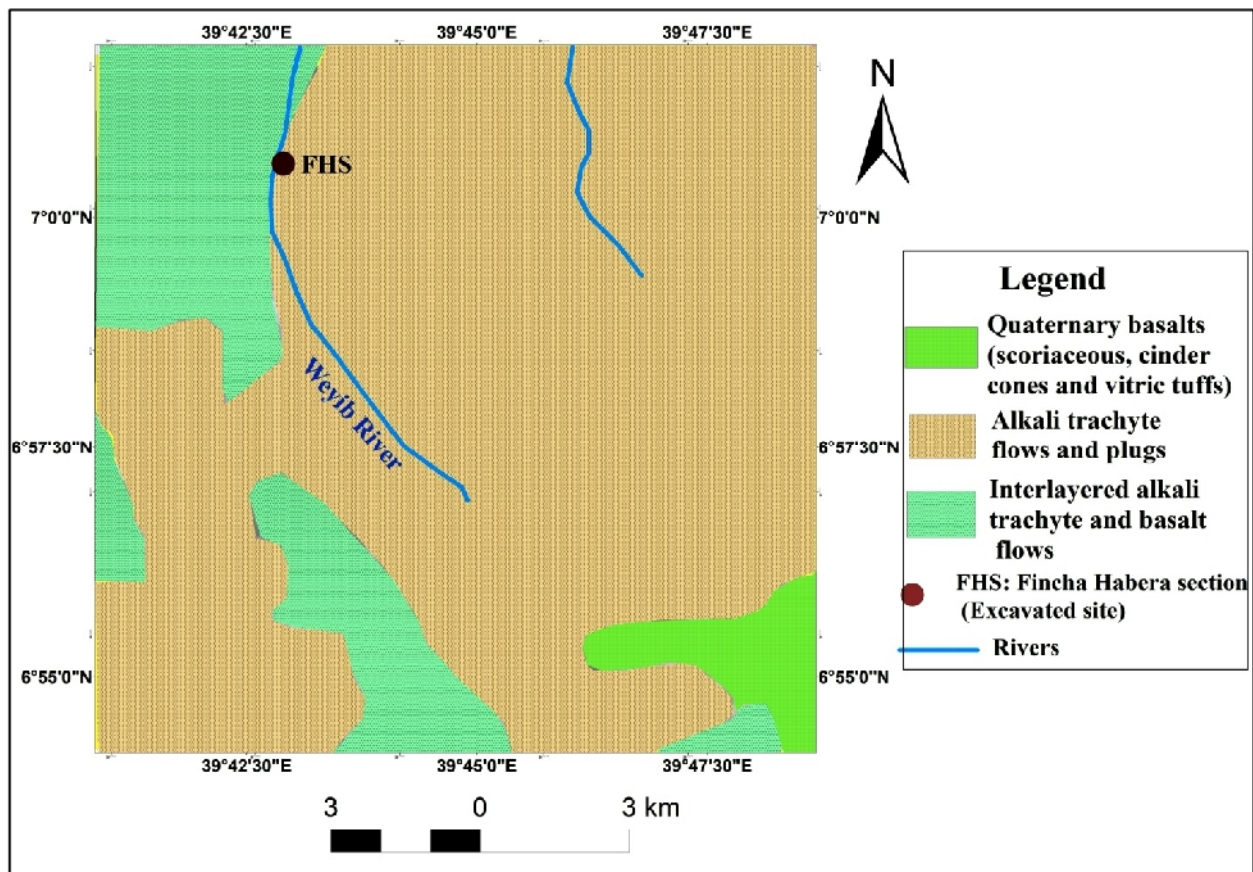 39°42'30"E 39°45'0"E 39°47'30"E
N
FHS
7°0'0"N 7°0'0"N
Legend
Quaternary basalts
(scoriaceous, cinder
cones and vitric tuffs)
Weyib River
Alkali trachyte
flows and plugs
6°57'30"N 6°57'30"N
Interlayered alkali
trachyte and basalt
flows
FHS: Fincha Habera section
(Excavated site)
Rivers
6°55'0"N 6°55'0"N
39°42'30"E 39°45'0"E 39°47'30"E
3 0 3 km